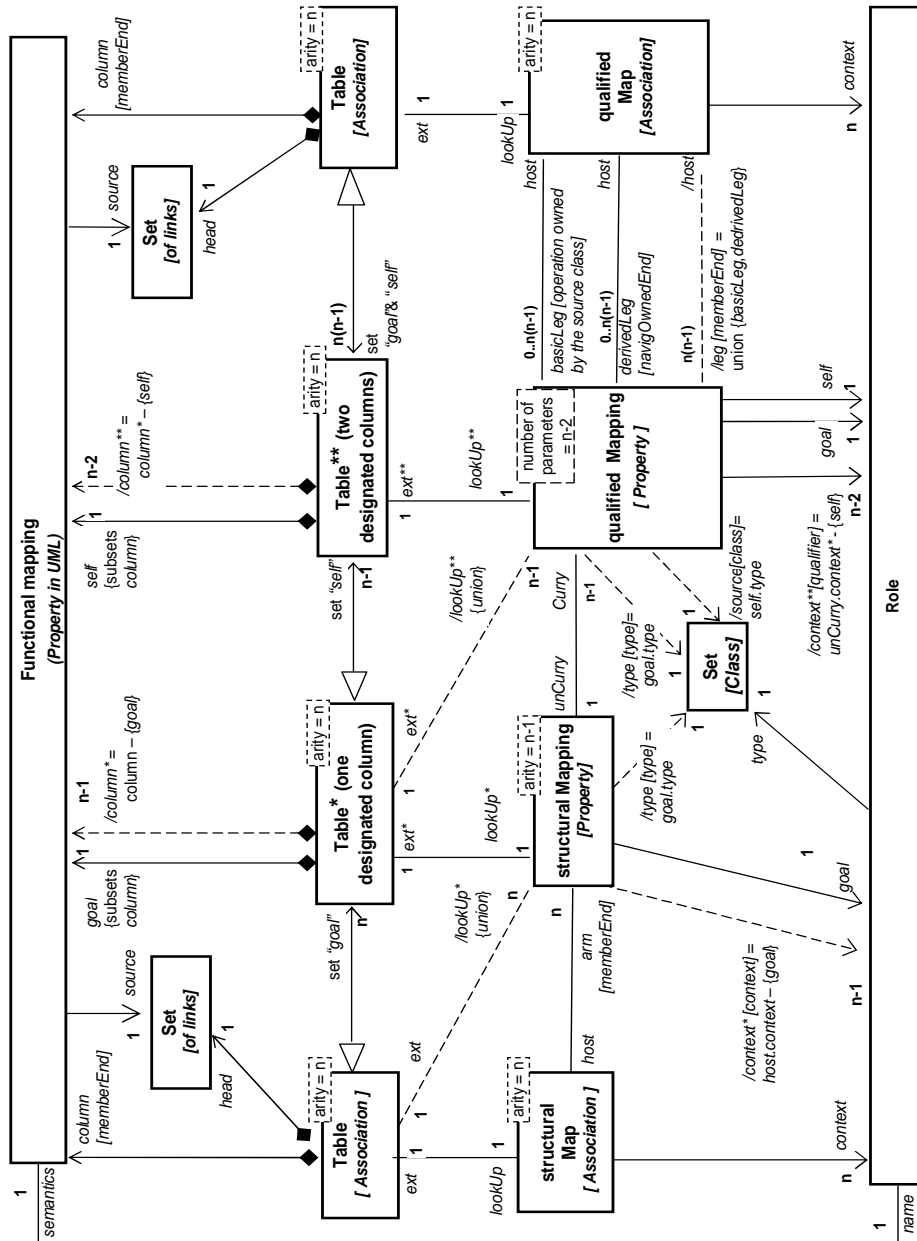 Functional mapping
(Property in UML)
1
semantics
column
[memberEnd]
1
source
Set
[of links]
1
head
goal
{subsets
column}
1
n-1
/column*=
column – {goal}
self
{subsets
column}
1
n-2
/column**=
column*- {self}
1
source
Set
[of links]
1
head
column
[memberEnd]
arity = n
Table
[ Association ]
set “goal”
n
arity = n
Table* (one
designated column)
set “self”
n-1
arity = n
Table** (two
designated columns)
n(n-1)
set
“goal”& “self”
arity = n
Table
[Association]
ext
1
1
ext
lookUp
1
/lookUp*
{union}
n
ext*
1
lookUp*
1
ext*
1
/lookUp**
{union}
n-1
ext**
1
lookUp**
1
ext
1
lookUp
1
arity = n
structural
Map
[ Association ]
host
arm
[memberEnd]
n
arity = n-1
structural Mapping
[Property]
unCurry
1
Curry
n-1
number of
parameters
= n-2
qualified Mapping
[ Property ]
0..n(n-1)
host
basicLeg [operation owned
by the source class]
0..n(n-1)
host
derivedLeg
[navigOwnedEnd]
n(n-1)
/host
/leg [memberEnd] =
union {basicLeg,dedrivedLeg}
arity = n
qualified
Map
[Association]
/type [type]=
goal.type
1
/type [type]=
goal.type
1
/source[class]=
self.type
1
Set
[Class]
1
type
1
context
n
/context* [context]=
host.context – {goal}
n-1
goal
/context**[qualifier] =
unCurry.context*- {self}
n-2
goal
1
self
1
context
n
1
name
Role